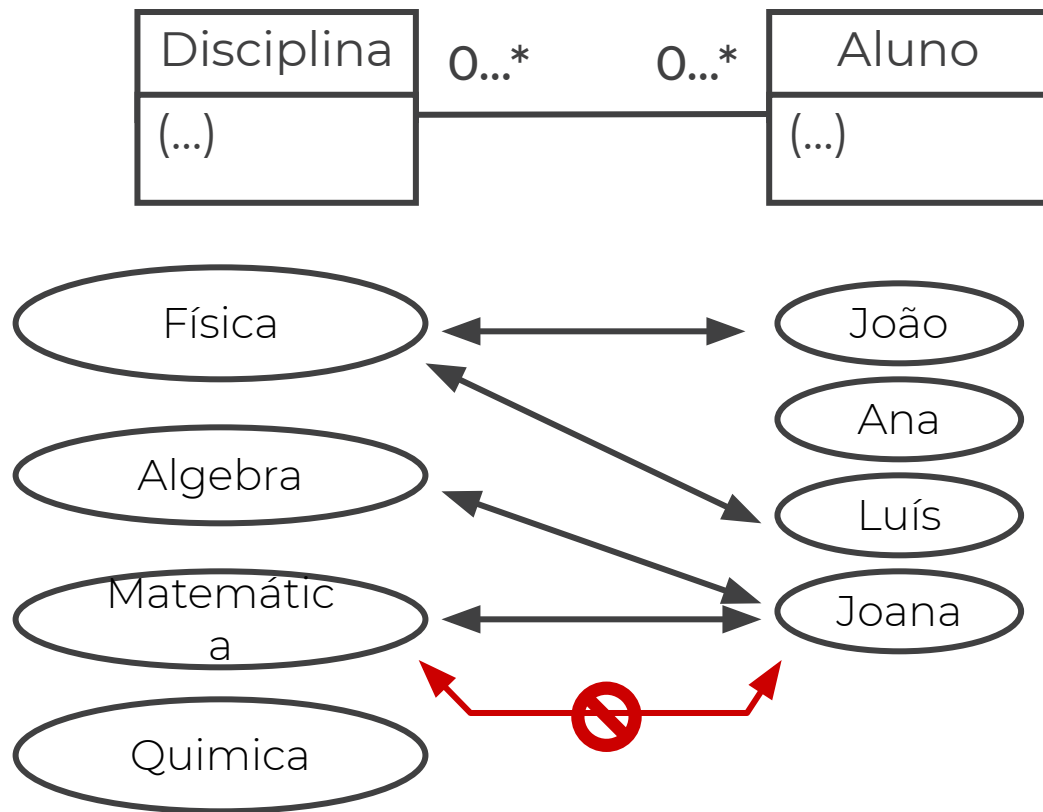 Disciplina
0...*
0...*
Aluno
(...)
(...)
Física
João
Ana
Algebra
Luís
Matemátic
a
Joana
Quimica